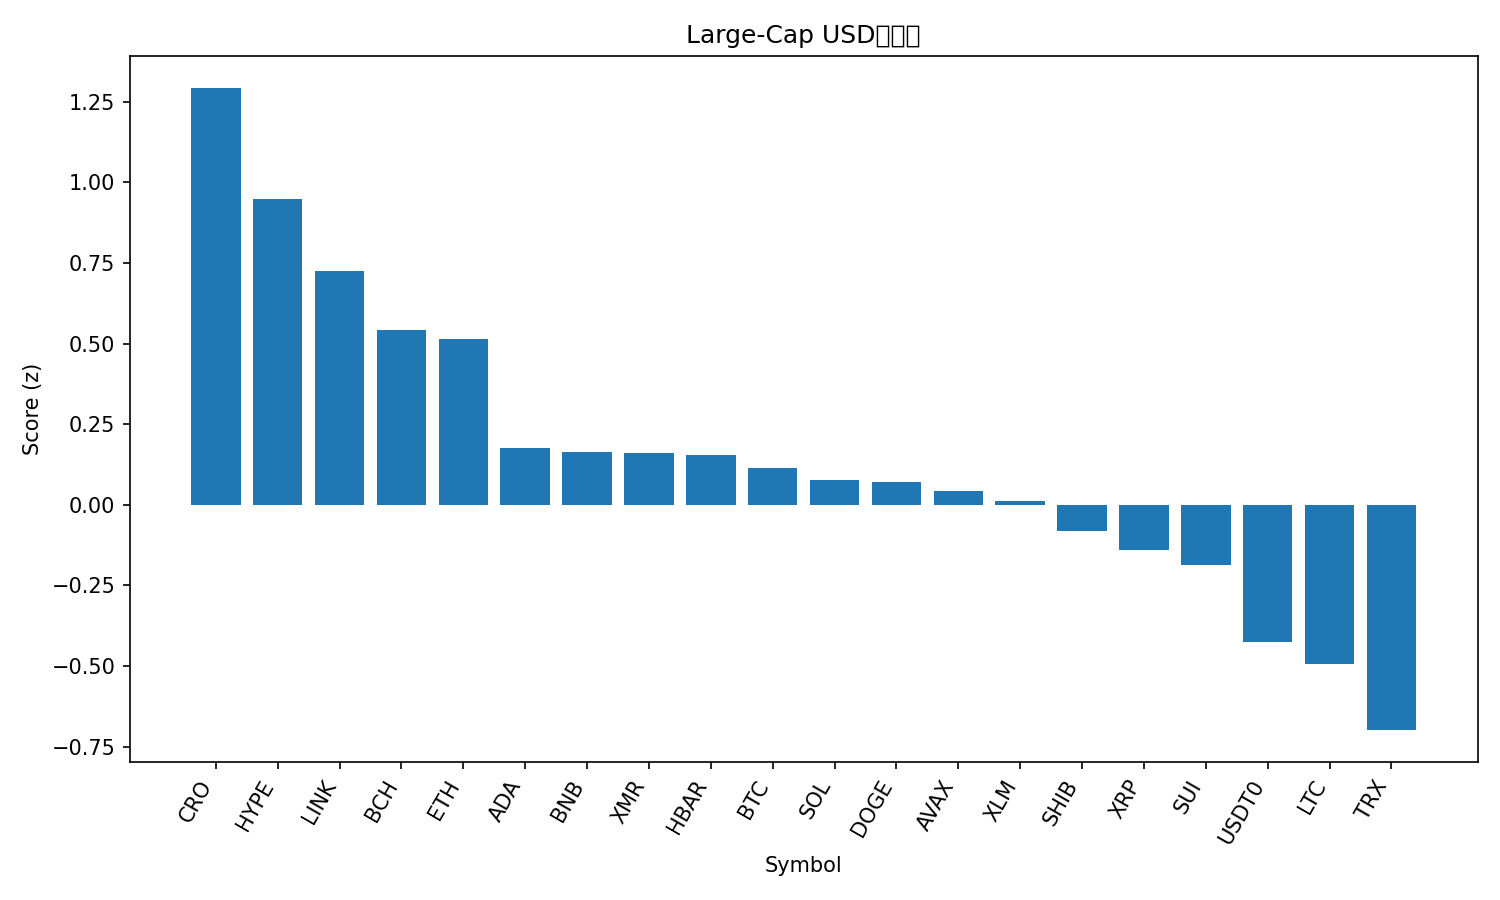 Large-Cap USD
Score (z)
1.25
1.00
0.75
0.50
0.25
0.00
−0.25
−0.50
−0.75
CRO
HYPE
LINK
BCH
ETH
ADA
BNB
XMR
HBAR
BTC
SOL
DOGE
AVAX
XLM
SHIB
XRP
SUI
USDT0
LTC
TRX
Symbol